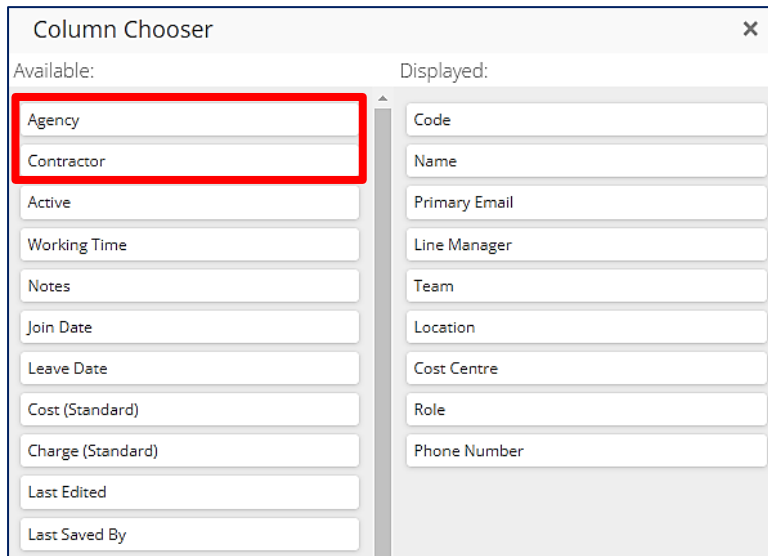 Column Chooser
Available:
Agency
Contractor
Active
Working Time
Notes
Join Date
Leave Date
Cost (Standard)
Charge (Standard)
Last Edited
Last Saved By
Displayed:
Code
Name
Primary Email
Line Manager
Team
Location
Cost Centre
Role
Phone Number